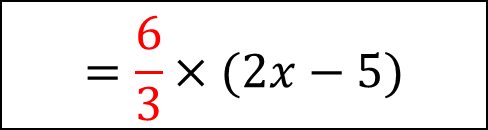 = 6/3 × (2x − 5)